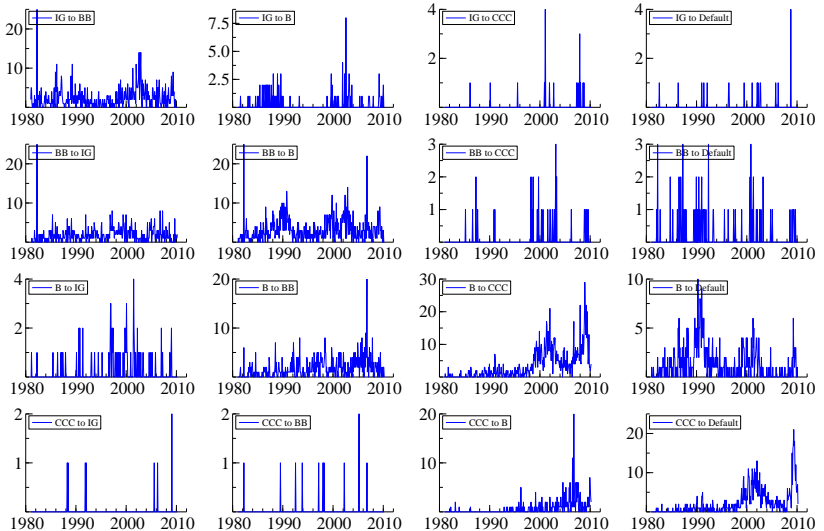 IG to BB
20
10
1980 1990 2000 2010
IG to B
7.5
5.0
2.5
1980 1990 2000 2010
IG to CCC
4
2
1980 1990 2000 2010
IG to Default
4
2
1980 1990 2000 2010
BB to IG
20
10
1980 1990 2000 2010
BB to B
20
10
1980 1990 2000 2010
BB to CCC
3
2
1
1980 1990 2000 2010
BB to Default
3
2
1
1980 1990 2000 2010
B to IG
4
2
1980 1990 2000 2010
B to BB
20
10
1980 1990 2000 2010
B to CCC
30
20
10
1980 1990 2000 2010
B to Default
10
5
1980 1990 2000 2010
CCC to IG
2
1
1980 1990 2000 2010
CCC to BB
2
1
1980 1990 2000 2010
CCC to B
20
10
1980 1990 2000 2010
CCC to Default
20
10
1980 1990 2000 2010